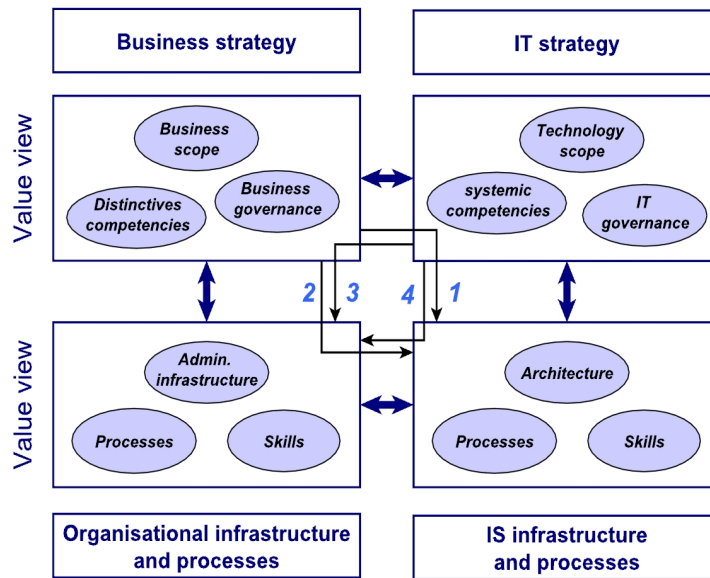 Business strategy
IT strategy
Value view
Business
scope
Distinctives
competencies
Business
governance
Technology
scope
systemic
competencies
IT
governance
2
3
4
1
Value view
Admin.
infrastructure
Processes
Skills
Architecture
Processes
Skills
Organisational infrastructure
and processes
IS infrastructure
and processes